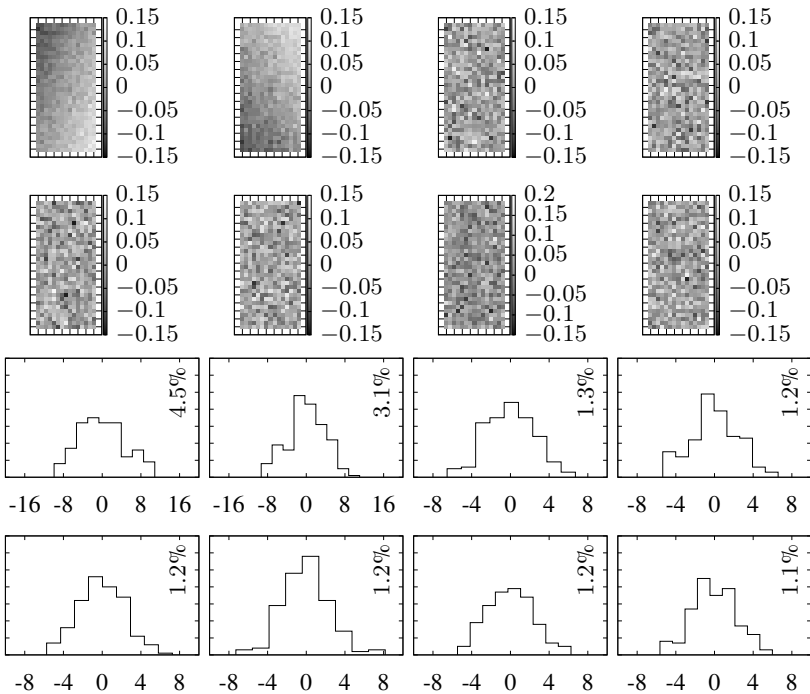 0.15 0.15 0.15 0.15
0.1 0.1 0.1 0.1
0.05 0.05 0.05 0.05
0 0 0 0
−0.05 −0.05 −0.05 −0.05
−0.1 −0.1 −0.1 −0.1
−0.15 −0.15 −0.15 −0.15
0.15 0.15 0.2 0.15
0.1 0.1 0.15 0.1
0.05 0.05 0.1 0.05
0 0 0.05 0
−0.05 −0.05 0 −0.05
−0.1 −0.1 −0.05 −0.1
−0.15 −0.15 −0.1 −0.15
−0.15
4.5% 3.1% 1.3% 1.2%
-16 -8 0 8 16 -16 -8 0 8 16 -8 -4 0 4 8 -8 -4 0 4 8
1.2% 1.2% 1.2% 1.1%
-8 -4 0 4 8 -8 -4 0 4 8 -8 -4 0 4 8 -8 -4 0 4 8